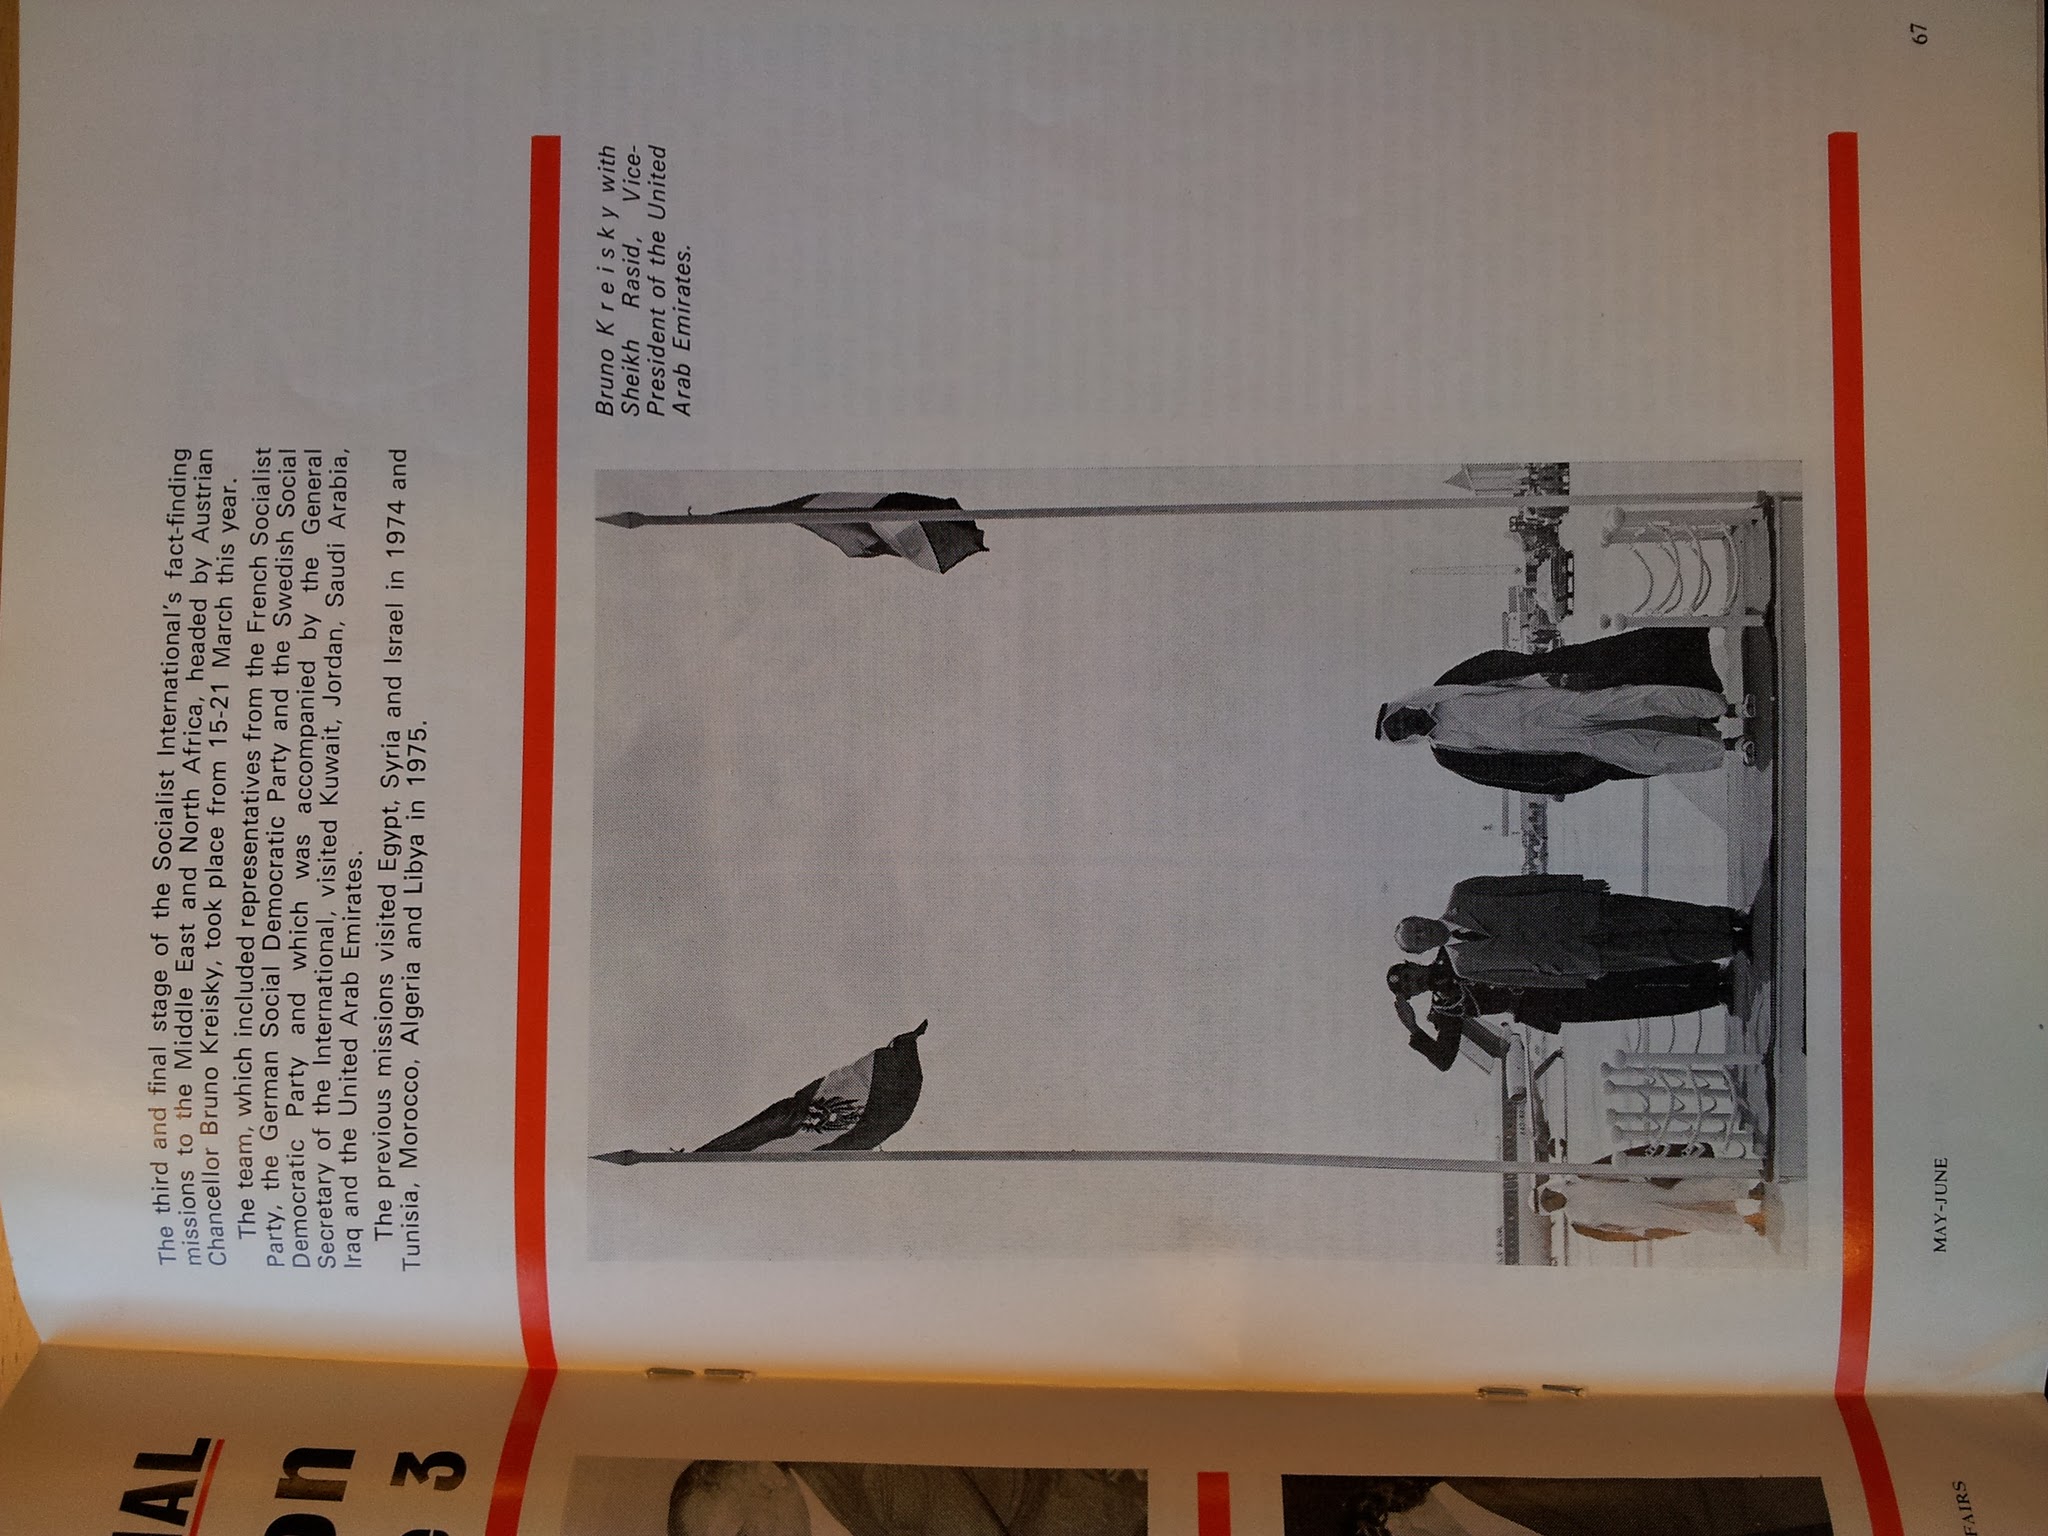 The third and final stage of the Socialist International's fact-finding
missions to the Middle East and North Africa, headed by Austrian
Chancellor Bruno Kreisky, took place from 15-21 March this year.
The team, which included representatives from the French Socialist
Party, the German Social Democratic Party and the Swedish Social
Democratic Party and which was accompanied by the General
Secretary of the International, visited Kuwait, Jordan, Saudi Arabia,
Iraq and the United Arab Emirates.
The previous missions visited Egypt, Syria and Israel in 1974 and
Tunisia, Morocco, Algeria and Libya in 1975.
Bruno Kreisky with
Sheikh Rasid, Vice-
President of the United
Arab Emirates.
MAY-JUNE
67
3